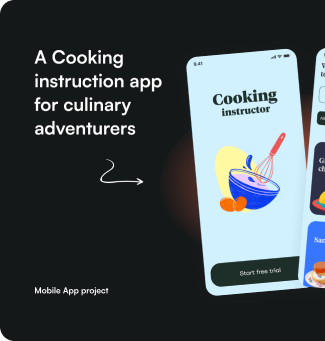 A Cooking
instruction app
for culinary
adventurers
9:41
Cooking
instructor
Start free trial
Mobile App project